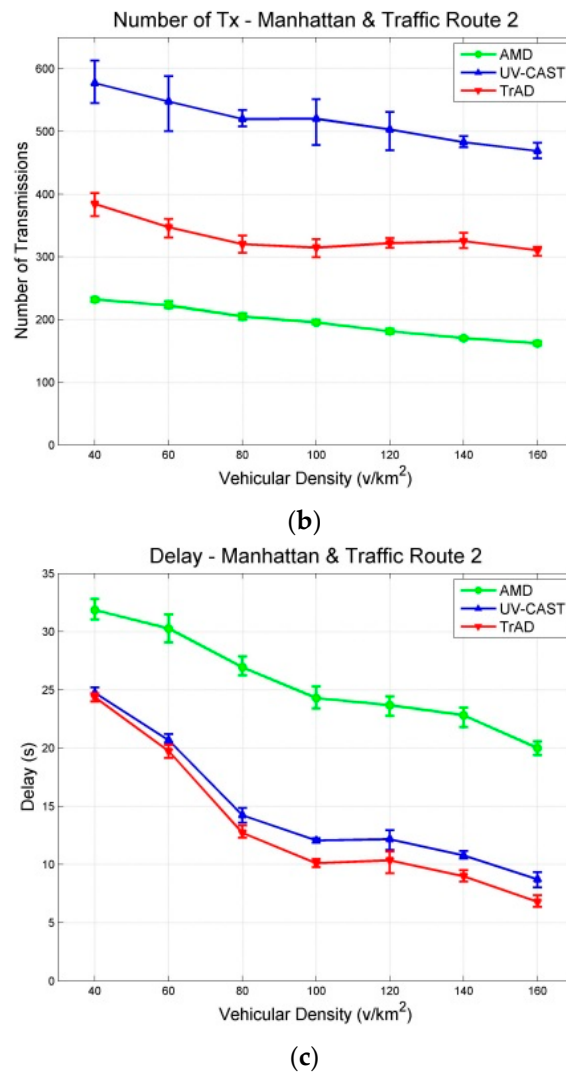 Number of Tx - Manhattan & Traffic Route 2
AMD
UV-CAST
TrAD
Number of Transmissions
600
500
400
300
200
100
0
40 60 80 100 120 140 160
Vehicular Density (v/km²)
(b)
Delay - Manhattan & Traffic Route 2
AMD
UV-CAST
TrAD
Delay (s)
35
30
25
20
15
10
5
0
40 60 80 100 120 140 160
Vehicular Density (v/km²)
(c)